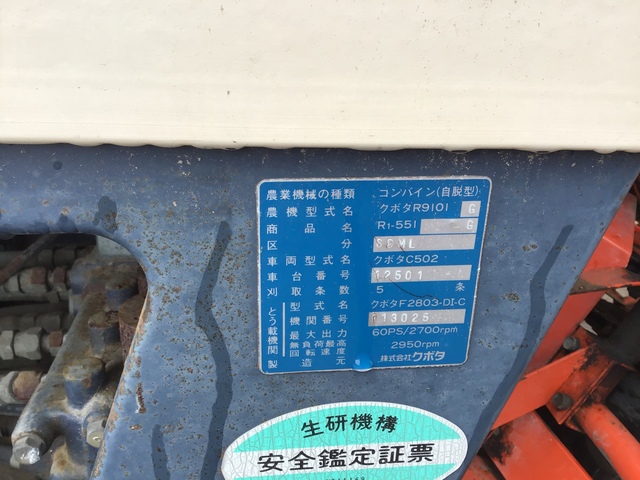 農業機械の種類 コンバイン(自脱型)
農機型式名 クボタR9101 G
商品名 R1-551 G
区分 SGML
車両型式名 クボタC502
車台番号 12501
刈取条数 5 条
とう載機関
型式名 クボタF2803-DI-C
機関番号 113025
最大出力 60PS/2700rpm
無負荷最高回転速度 2950rpm
製造元 株式会社クボタ
生研機構
安全鑑定証票